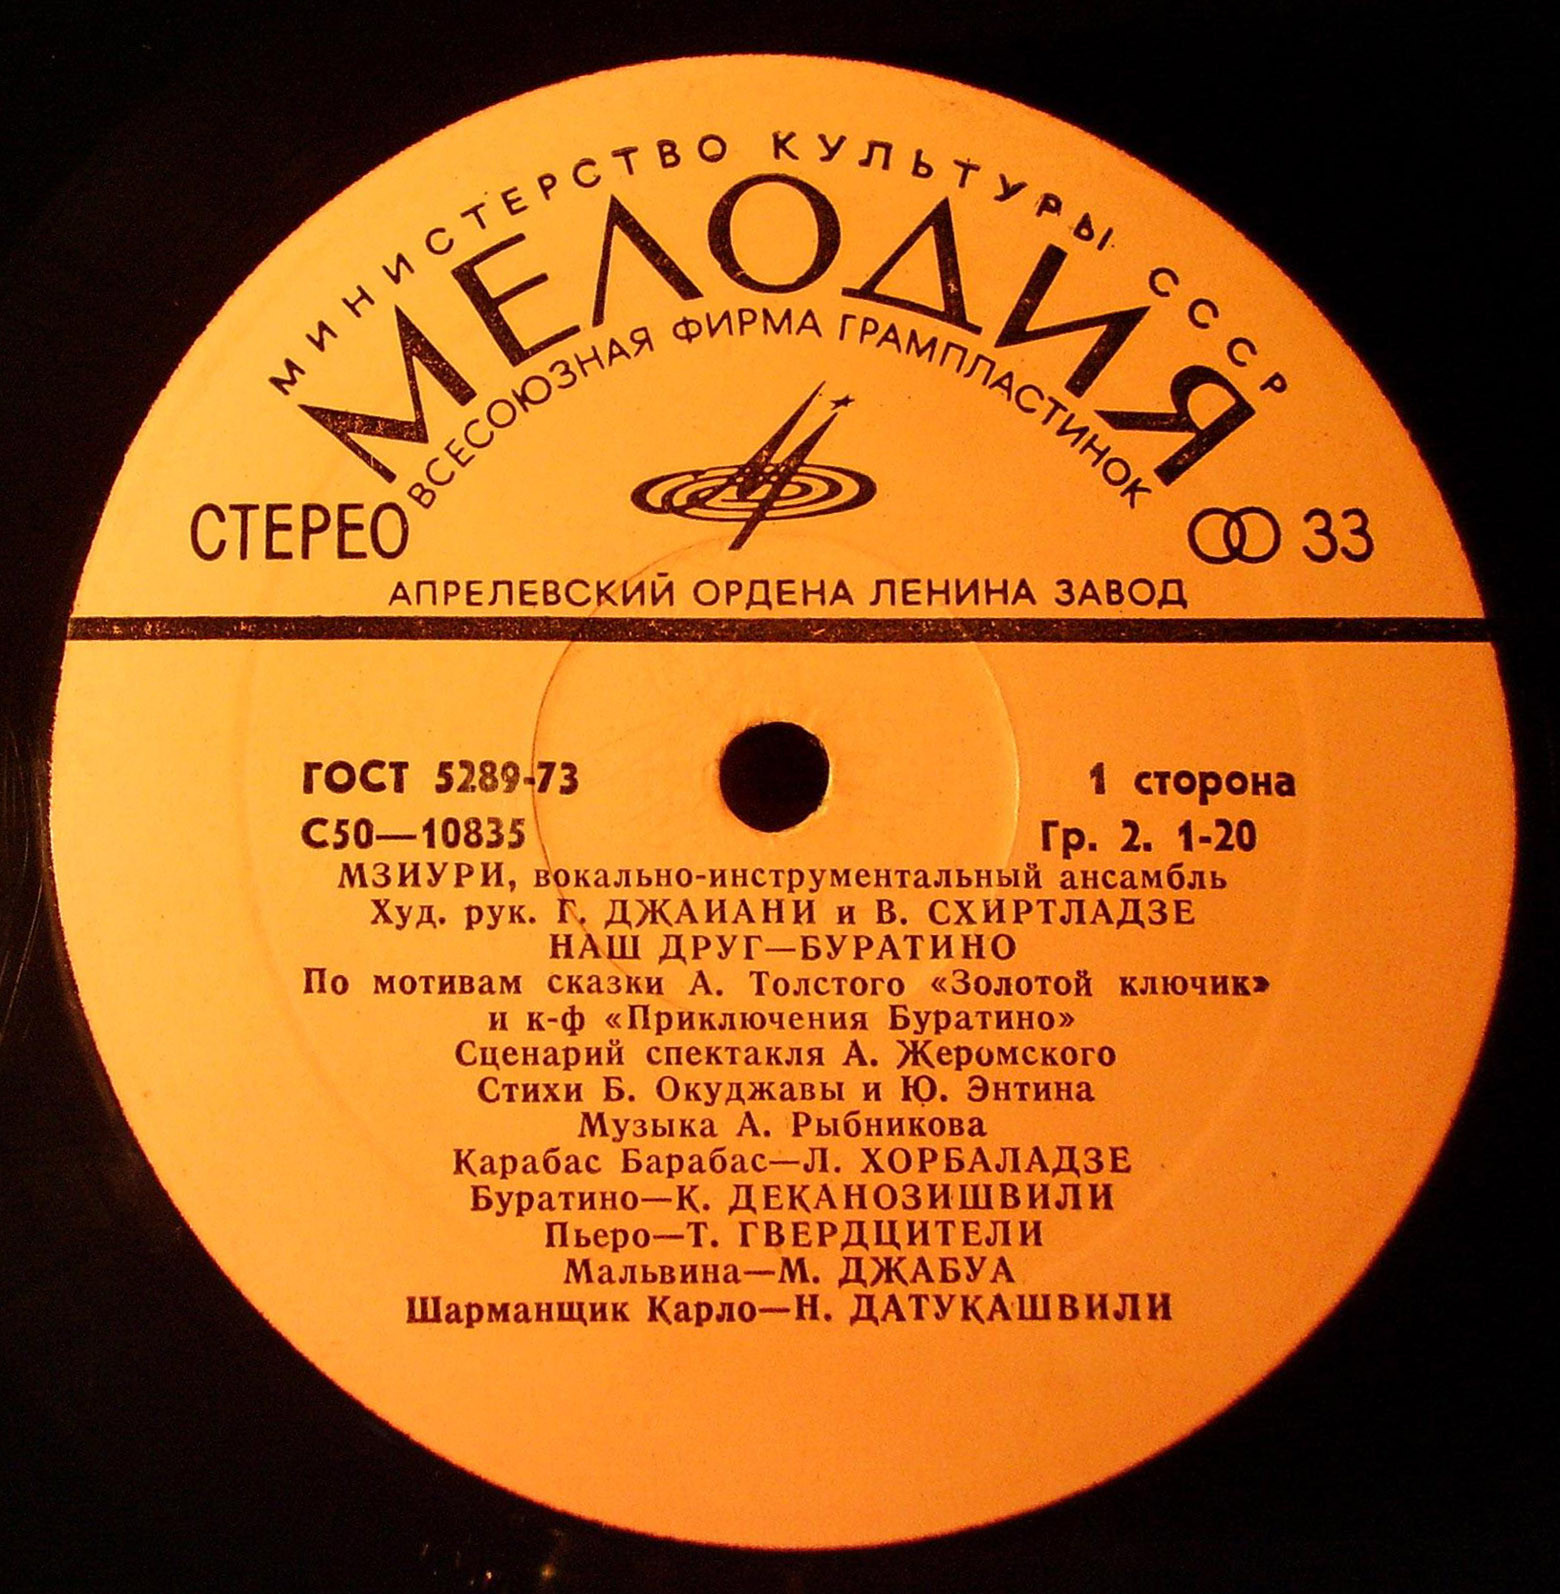 МИНИСТЕРСТВО КУЛЬТУРЫ СССР
МЕЛОДИЯ
ВСЕСОЮЗНАЯ ФИРМА ГРАМПЛАСТИНОК
СТЕРЕО
33
АПРЕЛЕВСКИЙ ОРДЕНА ЛЕНИНА ЗАВОД
ГОСТ 5289-73
1 сторона
С50—10835
Гр. 2. 1-20
МЗИУРИ, вокально-инструментальный ансамбль
Худ. рук. Г. ДЖАИАНИ и В. СХИРТЛАДЗЕ
НАШ ДРУГ—БУРАТИНО
По мотивам сказки А. Толстого «Золотой ключик»
и к-ф «Приключения Буратино»
Сценарий спектакля А. Жеромского
Стихи Б. Окуджавы и Ю. Энтина
Музыка А. Рыбникова
Карабас Барабас—Л. ХОРБАЛАДЗЕ
Буратино—К. ДЕКАНОЗИШВИЛИ
Пьеро—Т. ГВЕРДЦИТЕЛИ
Мальвина—М. ДЖАБУА
Шарманщик Карло—Н. ДАТУКАШВИЛИ